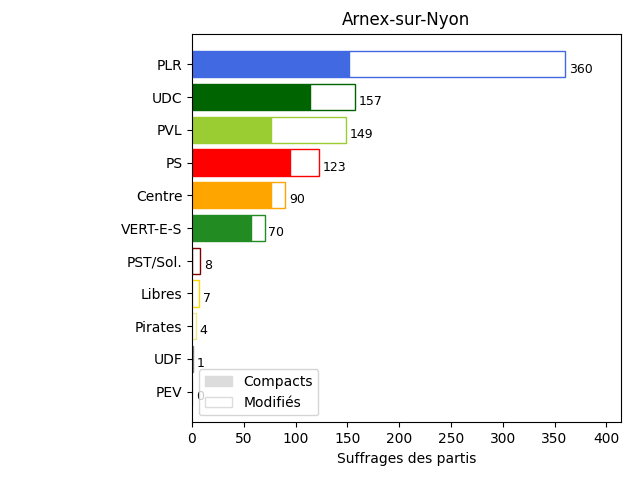 Arnex-sur-Nyon
PLR 360
UDC 157
PVL 149
PS 123
Centre 90
VERT-E-S 70
PST/Sol. 8
Libres 7
Pirates 4
UDF 1
PEV 0
Compacts
Modifiés
0 50 100 150 200 250 300 350 400
Suffrages des partis